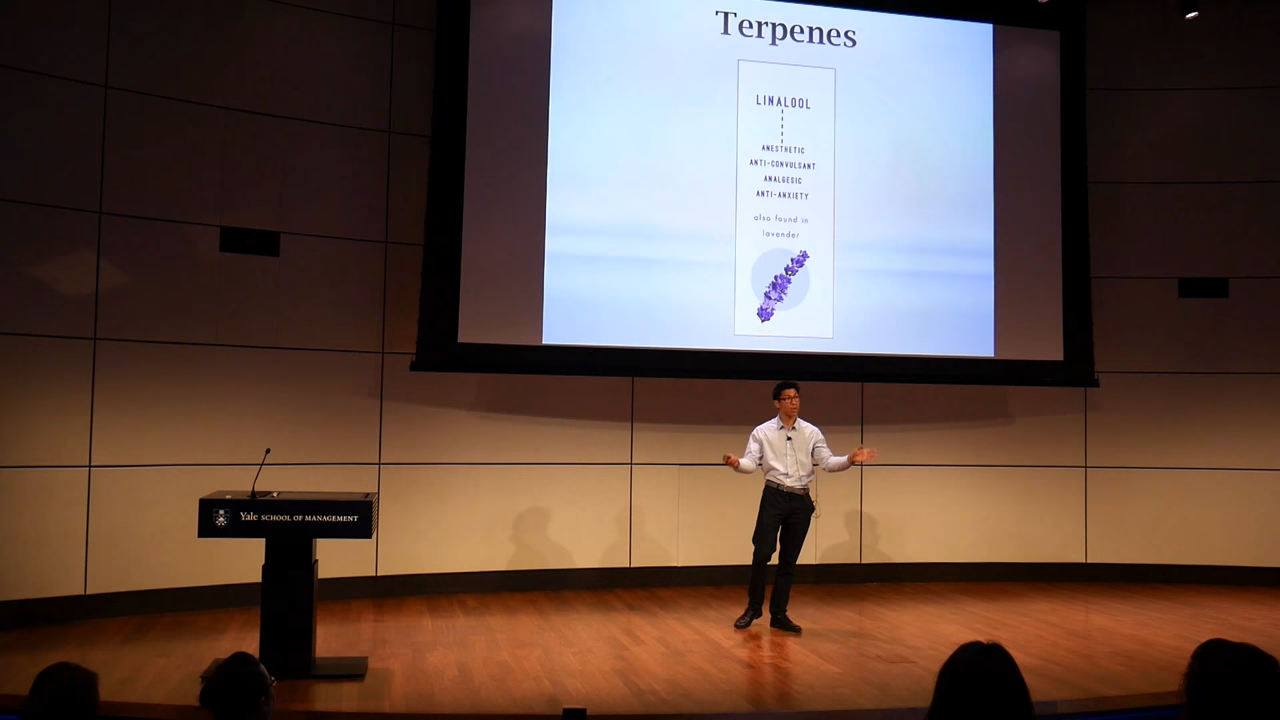 Terpenes
LINALOOL
ANESTHETIC
ANTI-CONVULSANT
ANALGESIC
ANTI-ANXIETY
also found in
lavender
Yale SCHOOL OF MANAGEMENT